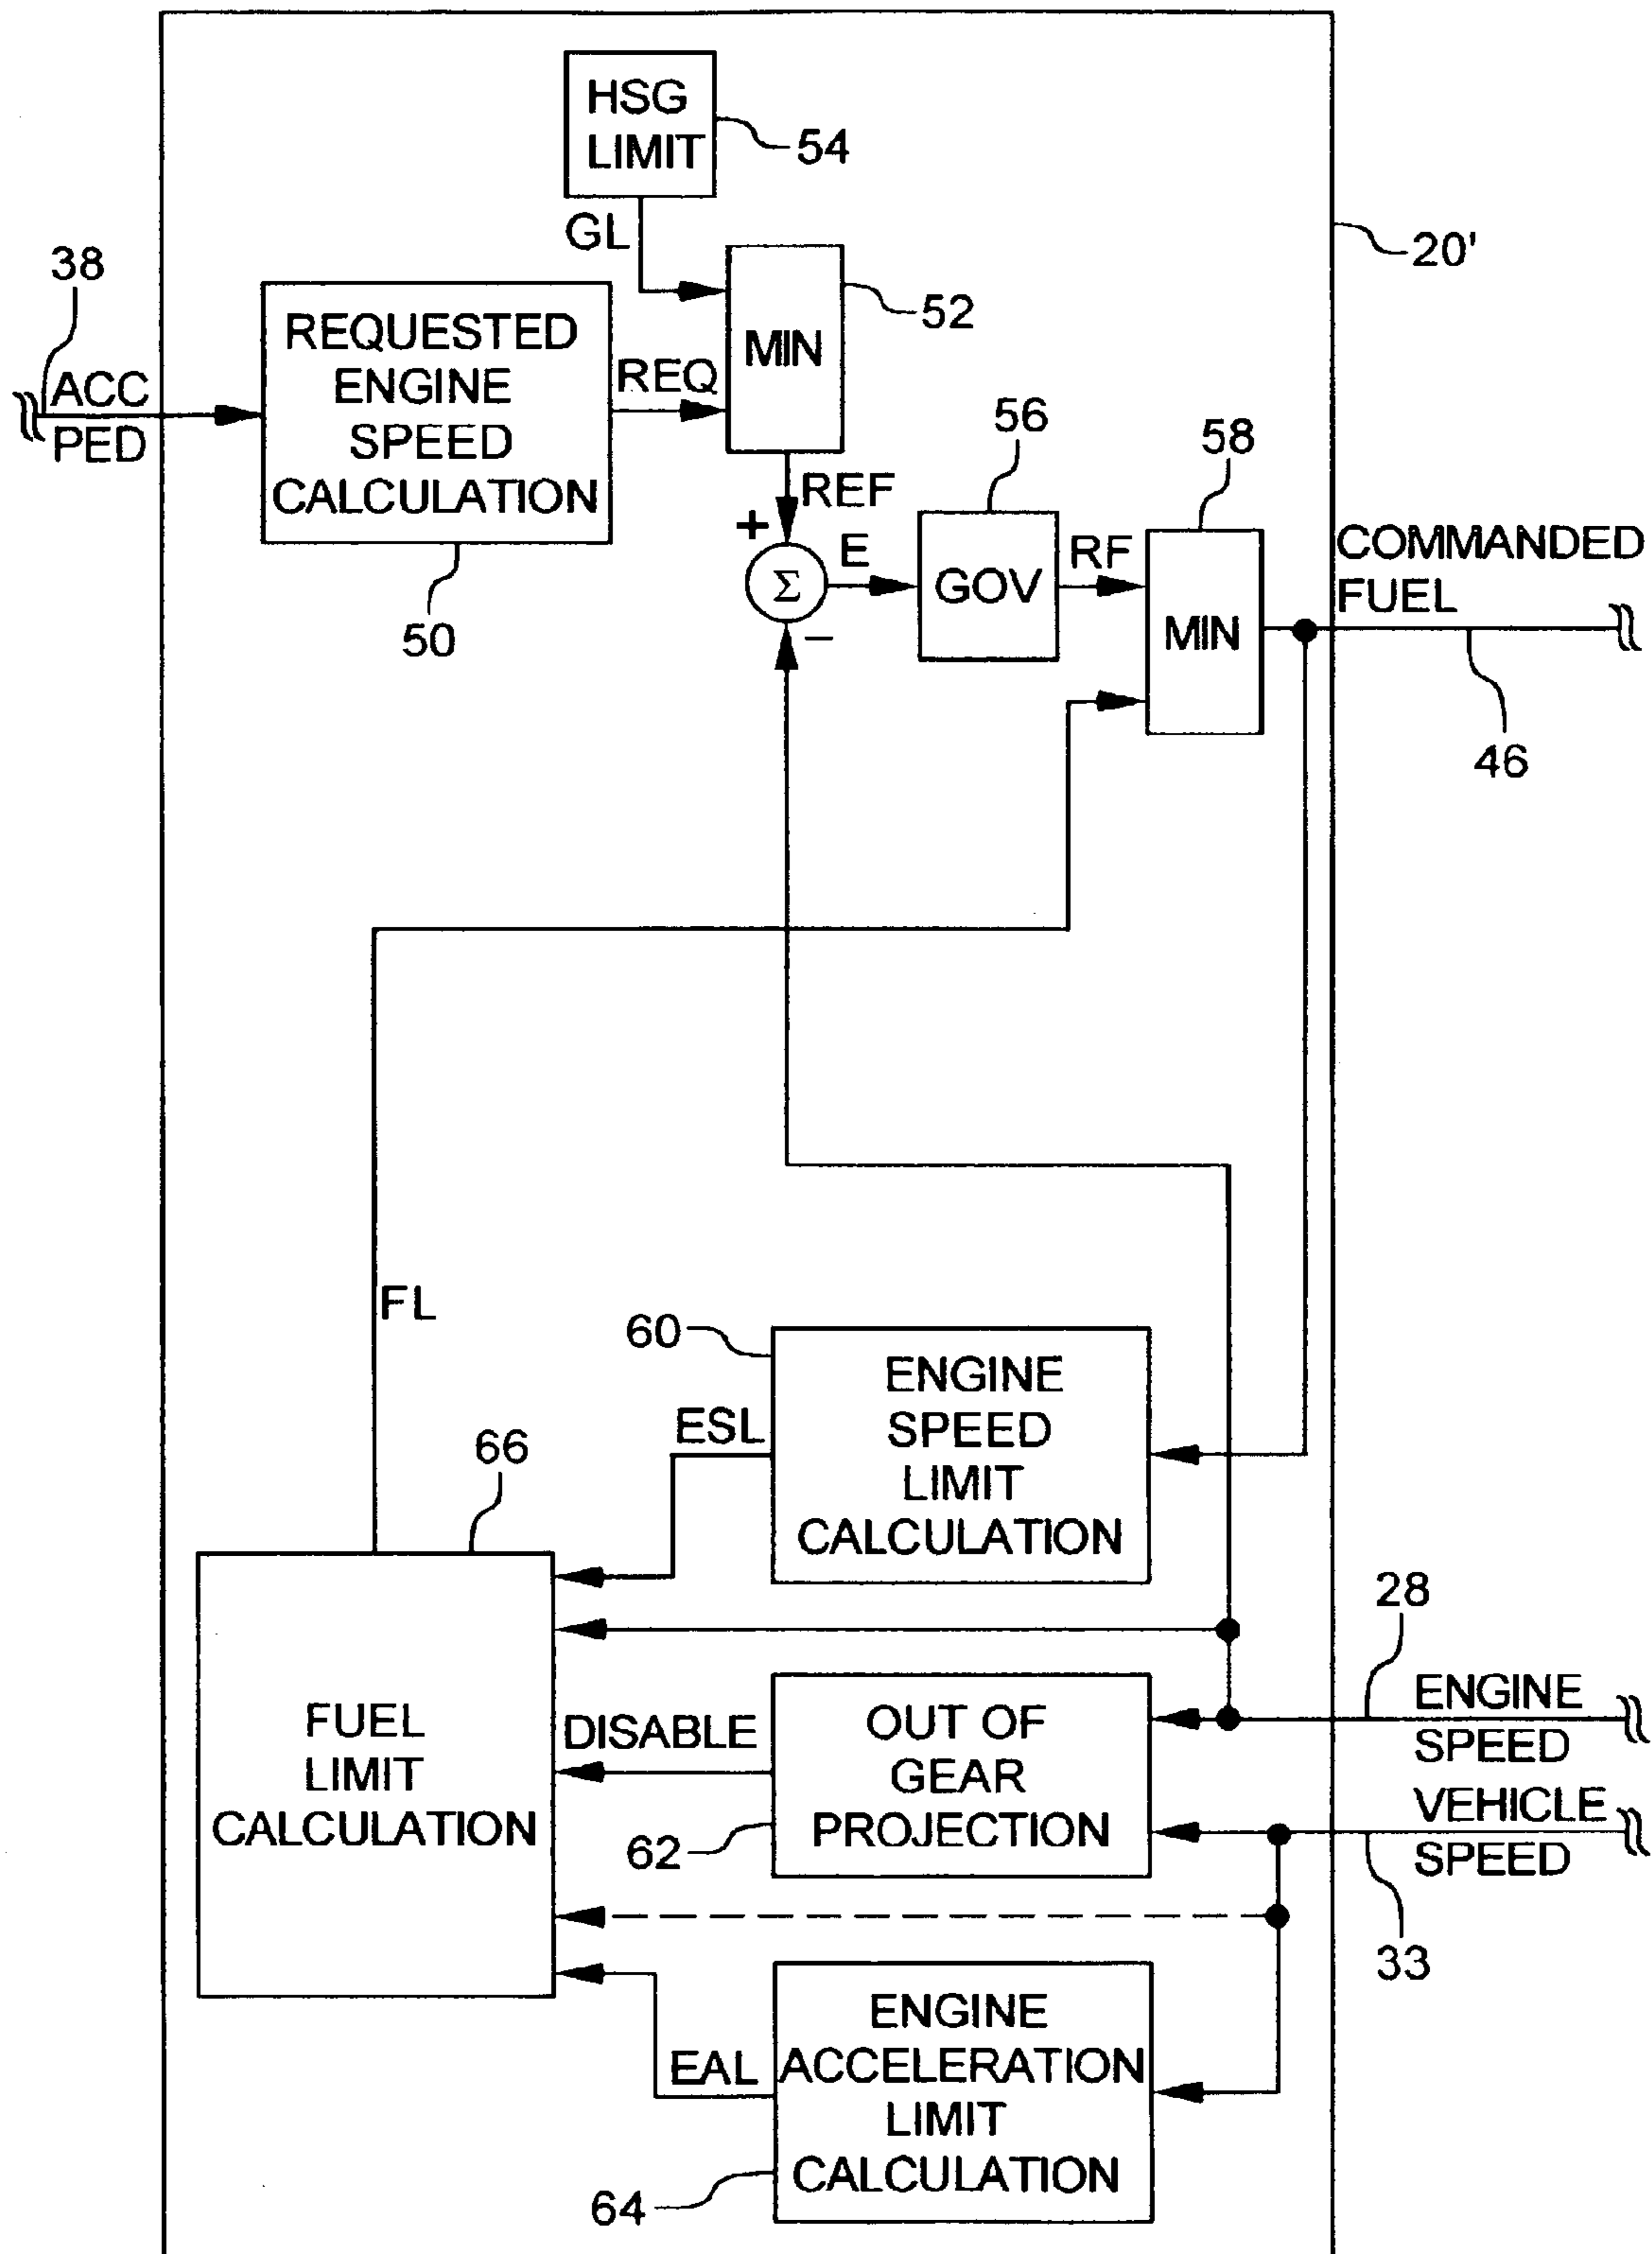 HSG
LIMIT
54
GL
20'
38
52
REQUESTED
ENGINE
SPEED
CALCULATION
REQ
MIN
ACC
PED
56
58
REF
+
E
RF
COMMANDED
FUEL
Σ
GOV
MIN
−
50
46
FL
60
ENGINE
SPEED
LIMIT
CALCULATION
ESL
66
28
ENGINE
SPEED
FUEL
LIMIT
CALCULATION
DISABLE
OUT OF
GEAR
PROJECTION
62
VEHICLE
SPEED
33
ENGINE
ACCELERATION
LIMIT
CALCULATION
EAL
64